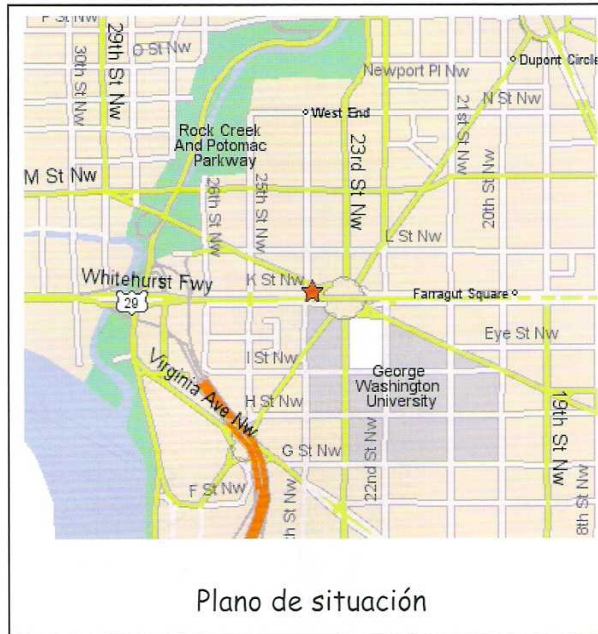 29th St Nw
30th St Nw
O St Nw
Newport Pl Nw
Dupont Circle
N St Nw
21st St Nw
West End
Rock Creek
And Potomac
Parkway
23rd St Nw
M St Nw
26th St Nw
25th St Nw
20th St Nw
L St Nw
Whitehurst Fwy
K St Nw
29
Farragut Square
Eye St Nw
I St Nw
Virginia Ave Nw
George
Washington
University
H St Nw
19th St Nw
G St Nw
22nd St Nw
F St Nw
th St Nw
8th St Nw
Plano de situación